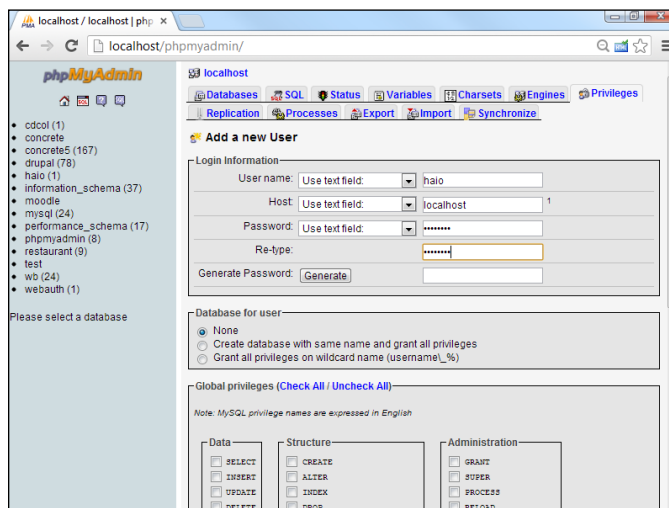 localhost / localhost | php
localhost/phpmyadmin/
phpMyAdmin
cdcol (1)
concrete
concrete5 (167)
drupal (78)
haio (1)
information_schema (37)
moodle
mysql (24)
performance_schema (17)
phpmyadmin (8)
restaurant (9)
test
wb (24)
webauth (1)
Please select a database
localhost
Databases SQL Status Variables Charsets Engines Privileges
Replication Processes Export Import Synchronize
Add a new User
Login Information
User name: Use text field: haio
Host: Use text field: localhost 1
Password: Use text field: ••••••••
Re-type: ••••••••
Generate Password: Generate
Database for user
None
Create database with same name and grant all privileges
Grant all privileges on wildcard name (username\_%)
Global privileges (Check All / Uncheck All)
Note: MySQL privilege names are expressed in English
Data Structure Administration
SELECT CREATE GRANT
INSERT ALTER SUPER
UPDATE INDEX PROCESS
DELETE DROP RELOAD